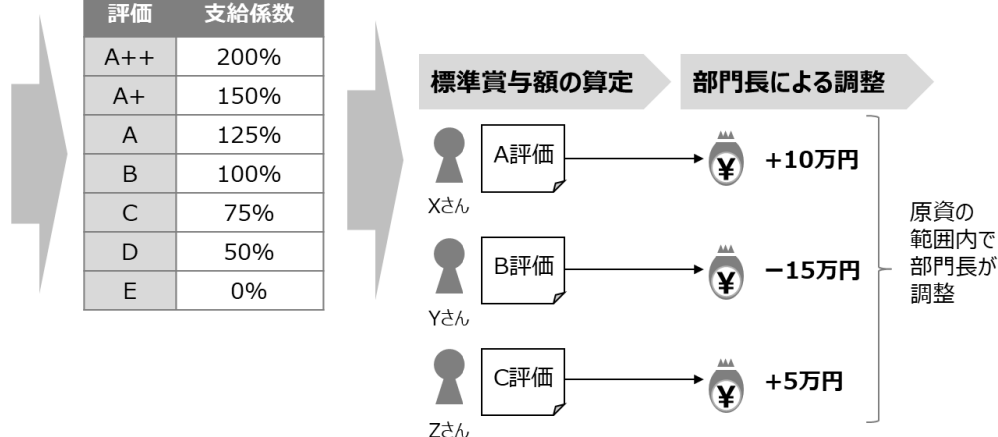 評価 支給係数
A++ 200%
A+ 150%
A 125%
B 100%
C 75%
D 50%
E 0%
標準賞与額の算定 部門長による調整
A評価 ¥ +10万円
Xさん
B評価 ¥ －15万円
Yさん
C評価 ¥ +5万円
Zさん
原資の
範囲内で
部門長が
調整